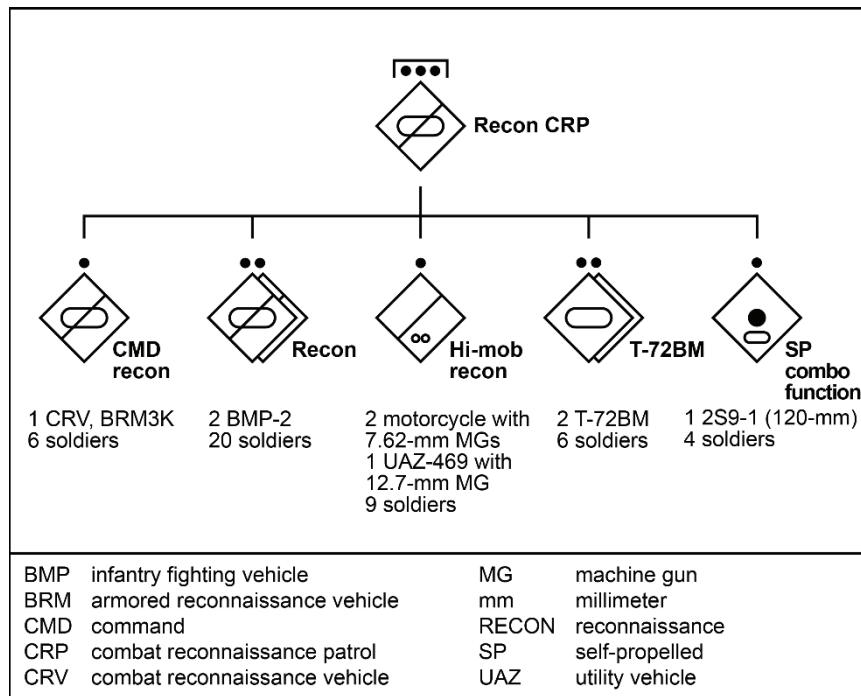 Recon CRP
CMD
recon
1 CRV, BRM3K
6 soldiers
Recon
2 BMP-2
20 soldiers
Hi-mob
recon
2 motorcycle with
7.62-mm MGs
1 UAZ-469 with
12.7-mm MG
9 soldiers
T-72BM
2 T-72BM
6 soldiers
SP
combo
function
1 2S9-1 (120-mm)
4 soldiers
BMP infantry fighting vehicle
BRM armored reconnaissance vehicle
CMD command
CRP combat reconnaissance patrol
CRV combat reconnaissance vehicle
MG machine gun
mm millimeter
RECON reconnaissance
SP self-propelled
UAZ utility vehicle